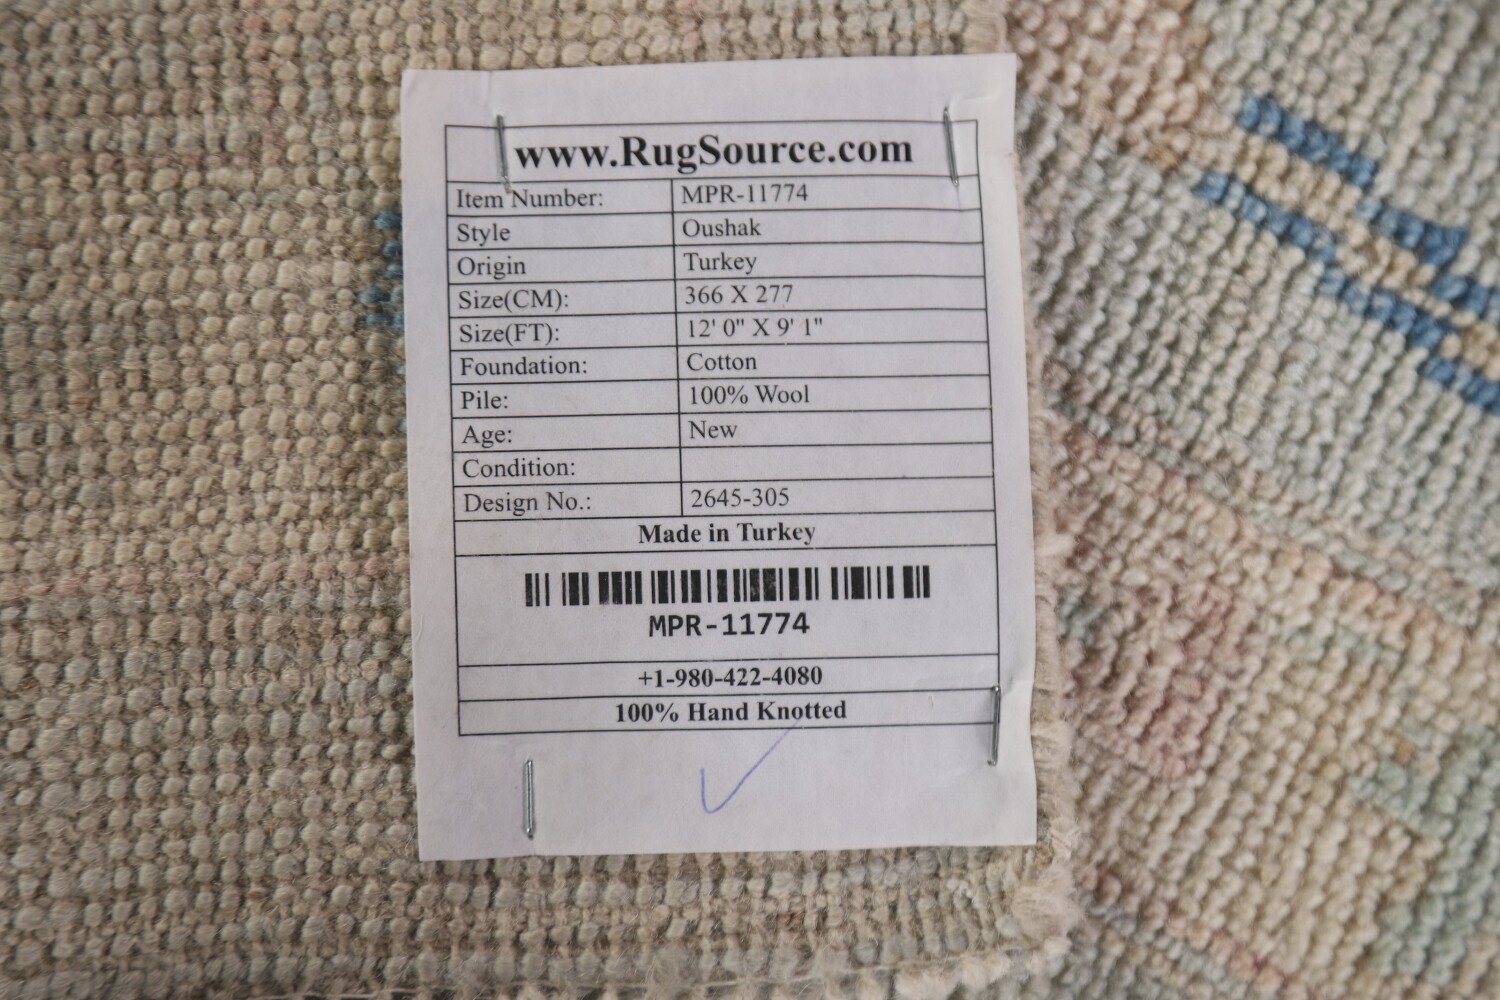 www.RugSource.com
Item Number: MPR-11774
Style Oushak
Origin Turkey
Size(CM): 366 X 277
Size(FT): 12' 0" X 9' 1"
Foundation: Cotton
Pile: 100% Wool
Age: New
Condition:
Design No.: 2645-305
Made in Turkey
MPR-11774
+1-980-422-4080
100% Hand Knotted